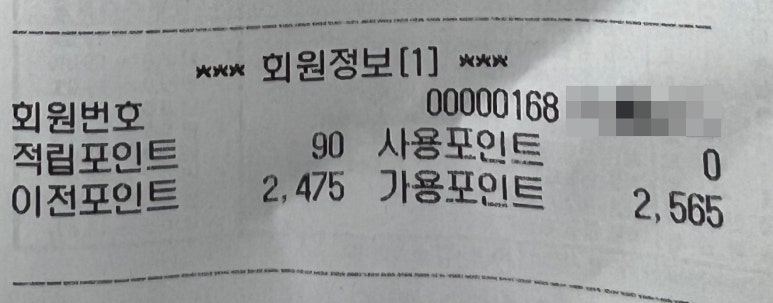 *** 회원정보[1] ***
회원번호 00000168
적립포인트 90 사용포인트 0
이전포인트 2,475 가용포인트 2,565